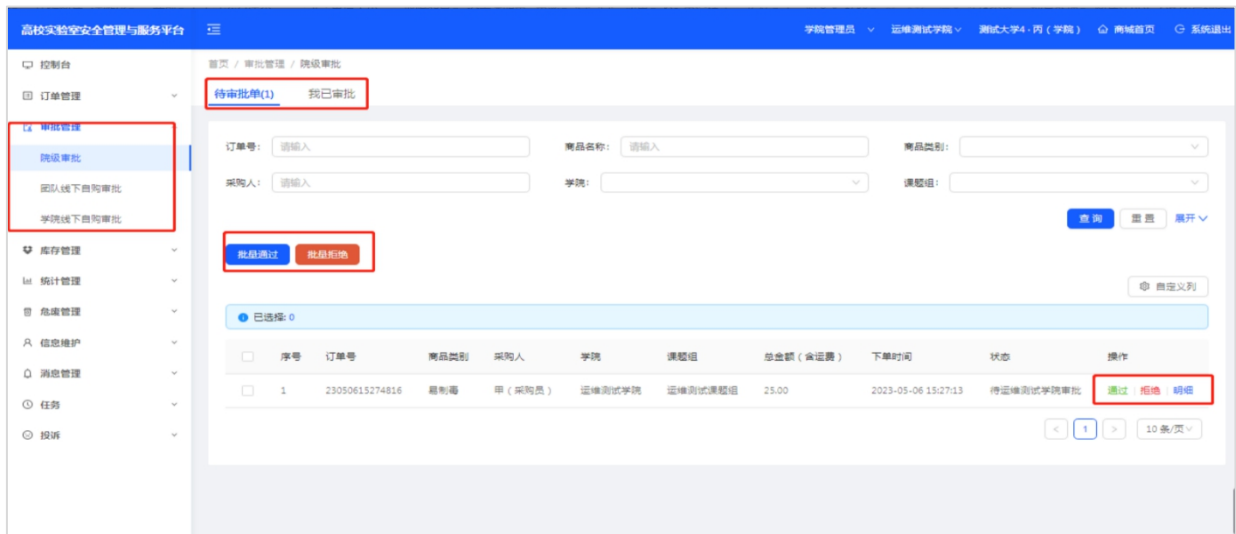 高校实验室安全管理与服务平台 学院管理员 运维测试学院 测试大学4-丙（学院） 商城首页 系统退出
控制台
订单管理
审批管理
院级审批
团队线下自购审批
学院线下自购审批
库存管理
统计管理
危废管理
信息维护
消息管理
任务
投诉
首页 / 审批管理 / 院级审批
待审批单(1) 我已审批
订单号： 请输入 商品名称： 请输入 商品类别：
采购人： 请输入 学院： 课题组：
查询 重置 展开
批量通过 批量拒绝
自定义列
已选择: 0
序号 订单号 商品类别 采购人 学院 课题组 总金额（含运费） 下单时间 状态 操作
1 23050615274816 易制毒 甲（采购员） 运维测试学院 运维测试课题组 25.00 2023-05-06 15:27:13 待运维测试学院审批 通过 拒绝 明细
< 1 > 10 条/页